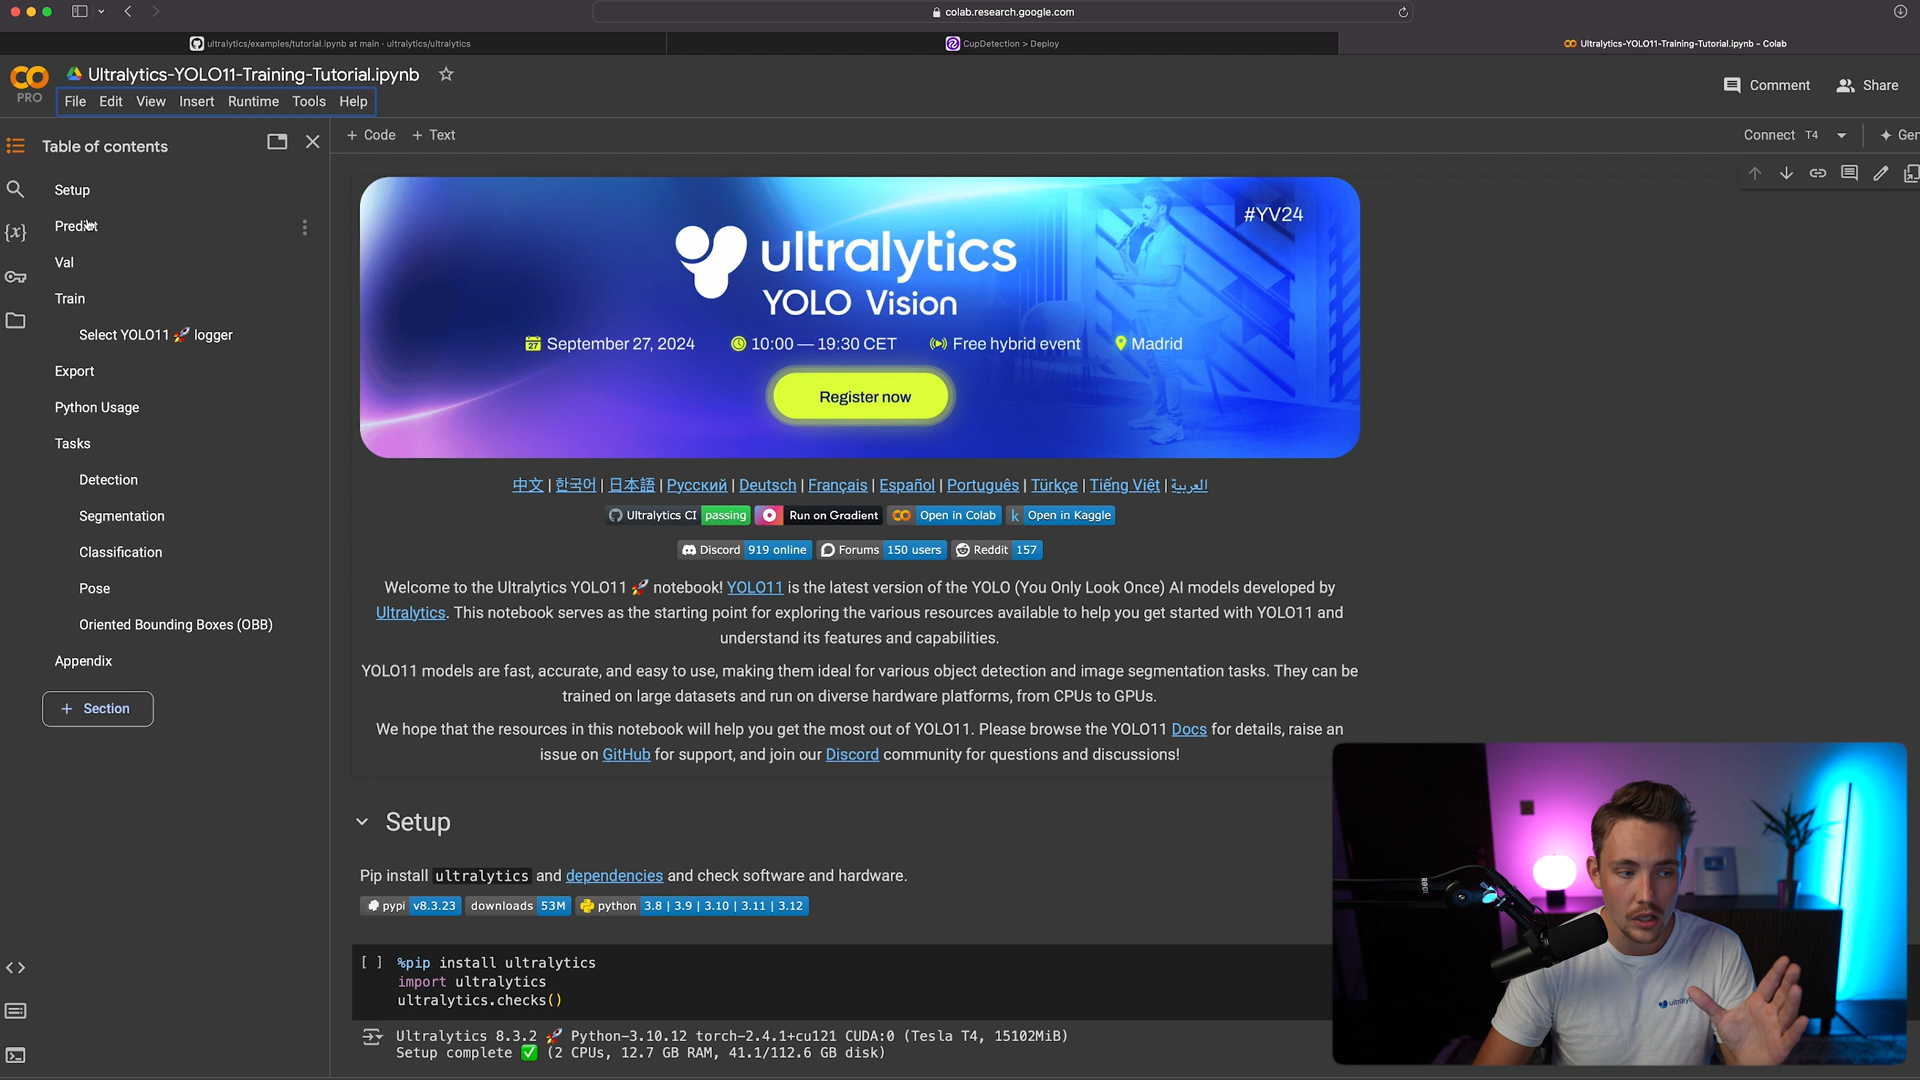 colab.research.google.com
ultralytics/examples/tutorial.ipynb at main · ultralytics/ultralytics
CupDetection > Deploy
Ultralytics-YOLO11-Training-Tutorial.ipynb - Colab
PRO
Ultralytics-YOLO11-Training-Tutorial.ipynb
File Edit View Insert Runtime Tools Help
Comment Share
Table of contents
+ Code + Text
Connect T4
Setup
Predict
Val
Train
Select YOLO11 🚀 logger
Export
Python Usage
Tasks
Detection
Segmentation
Classification
Pose
Oriented Bounding Boxes (OBB)
Appendix
+ Section
#YV24
ultralytics
YOLO Vision
27 September 27, 2024 10:00 — 19:30 CET Free hybrid event Madrid
Register now
中文 | 한국어 | 日本語 | Русский | Deutsch | Français | Español | Português | Türkçe | Tiếng Việt | العربية
Ultralytics CI passing Run on Gradient Open in Colab k Open in Kaggle
Discord 919 online Forums 150 users Reddit 157
Welcome to the Ultralytics YOLO11 🚀 notebook! YOLO11 is the latest version of the YOLO (You Only Look Once) AI models developed by
Ultralytics. This notebook serves as the starting point for exploring the various resources available to help you get started with YOLO11 and
understand its features and capabilities.
YOLO11 models are fast, accurate, and easy to use, making them ideal for various object detection and image segmentation tasks. They can be
trained on large datasets and run on diverse hardware platforms, from CPUs to GPUs.
We hope that the resources in this notebook will help you get the most out of YOLO11. Please browse the YOLO11 Docs for details, raise an
issue on GitHub for support, and join our Discord community for questions and discussions!
Setup
Pip install ultralytics and dependencies and check software and hardware.
pypi v8.3.23 downloads 53M python 3.8 | 3.9 | 3.10 | 3.11 | 3.12
[ ] %pip install ultralytics
import ultralytics
ultralytics.checks()
Ultralytics 8.3.2 🚀 Python-3.10.12 torch-2.4.1+cu121 CUDA:0 (Tesla T4, 15102MiB)
Setup complete ✅ (2 CPUs, 12.7 GB RAM, 41.1/112.6 GB disk)